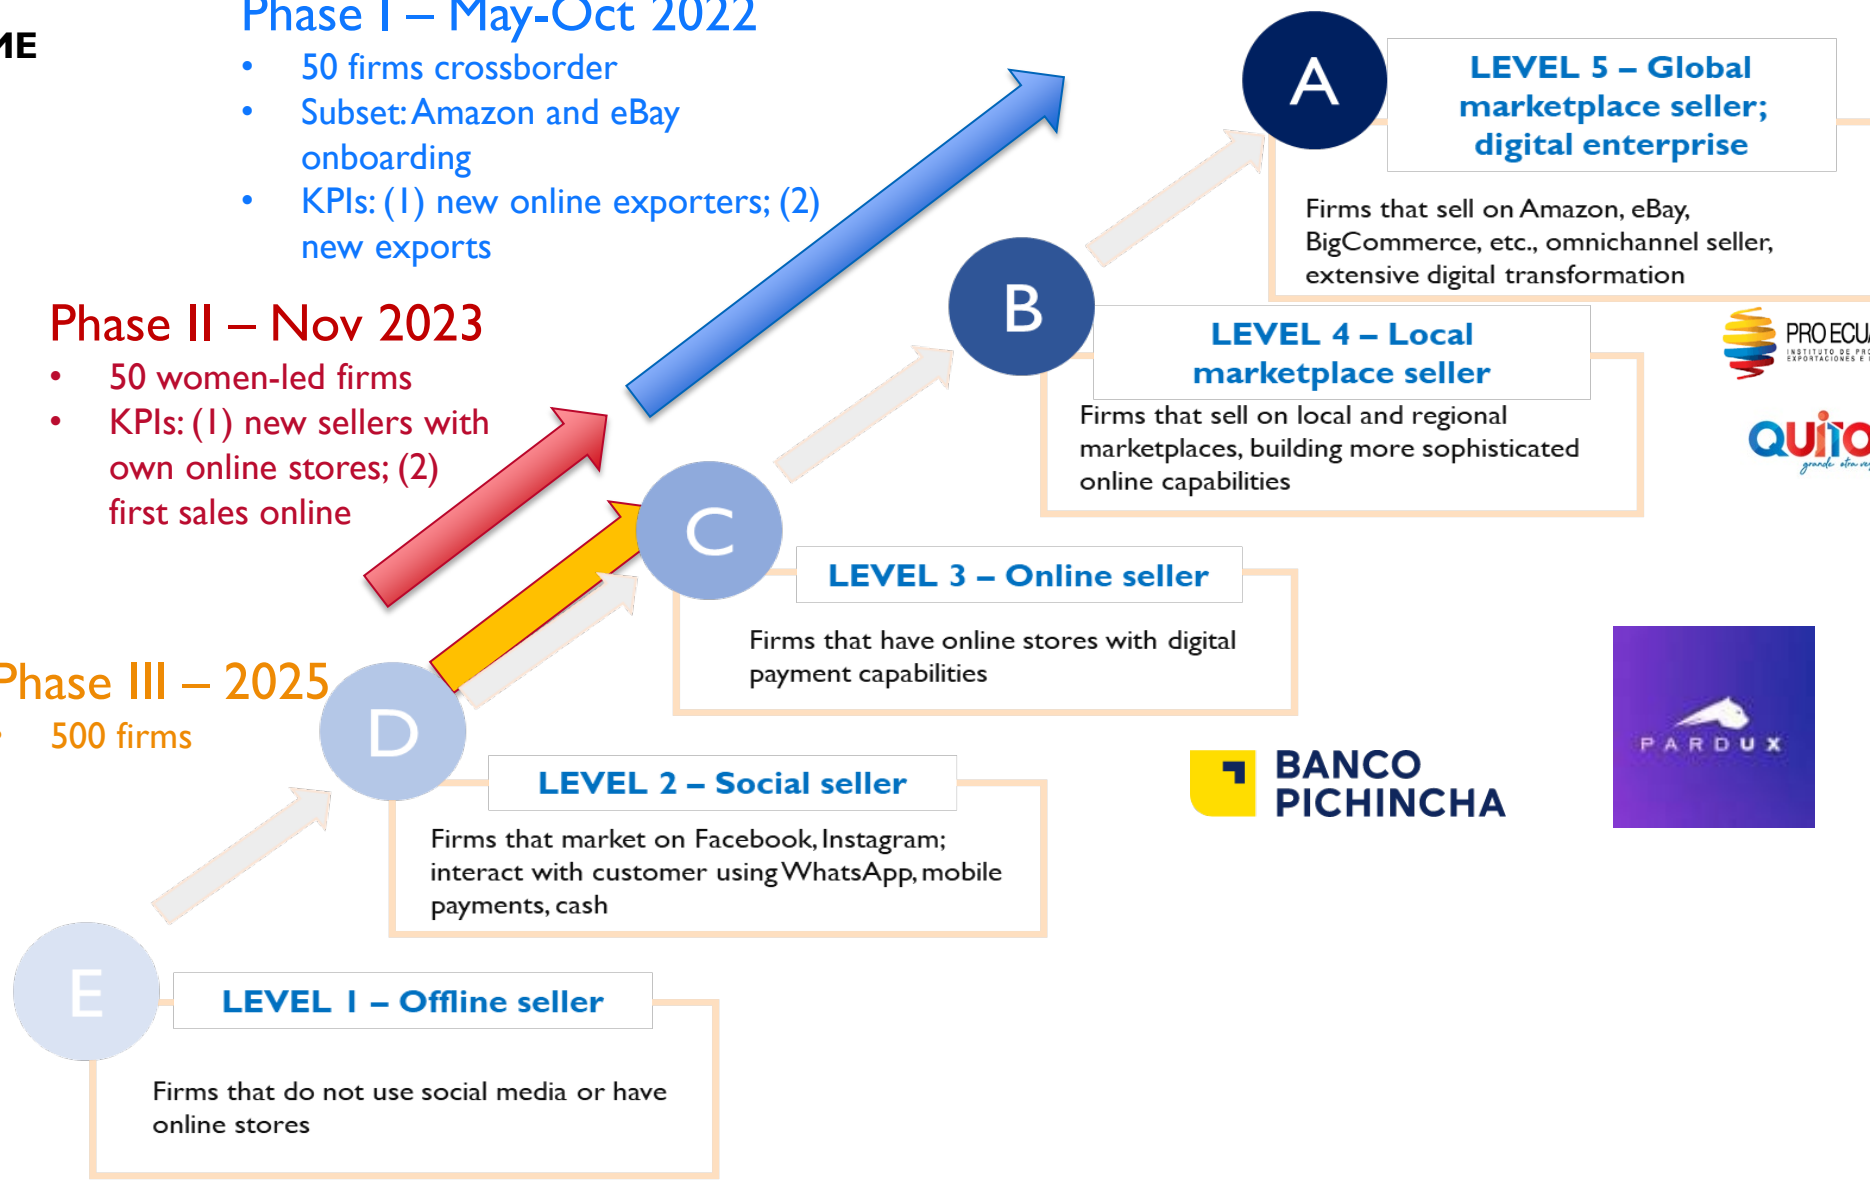 Phase I – May-Oct 2022
• 50 firms crossborder
• Subset: Amazon and eBay
onboarding
• KPIs: (1) new online exporters; (2)
new exports
Phase II – Nov 2023
• 50 women-led firms
• KPIs: (1) new sellers with
own online stores; (2)
first sales online
Phase III – 2025
• 500 firms
A
LEVEL 5 – Global
marketplace seller;
digital enterprise
Firms that sell on Amazon, eBay,
BigCommerce, etc., omnichannel seller,
extensive digital transformation
B
LEVEL 4 – Local
marketplace seller
Firms that sell on local and regional
marketplaces, building more sophisticated
online capabilities
C
LEVEL 3 – Online seller
Firms that have online stores with digital
payment capabilities
D
LEVEL 2 – Social seller
Firms that market on Facebook, Instagram;
interact with customer using WhatsApp, mobile
payments, cash
E
LEVEL 1 – Offline seller
Firms that do not use social media or have
online stores
PRO
INSTITUTO DE
QUITO
grande otra
BANCO
PICHINCHA
PARDUX